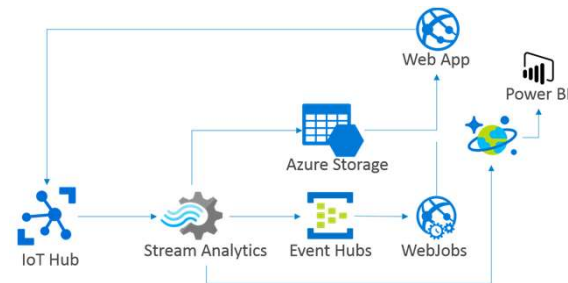 Web App
Power BI
Azure Storage
IoT Hub
Stream Analytics
Event Hubs
WebJobs